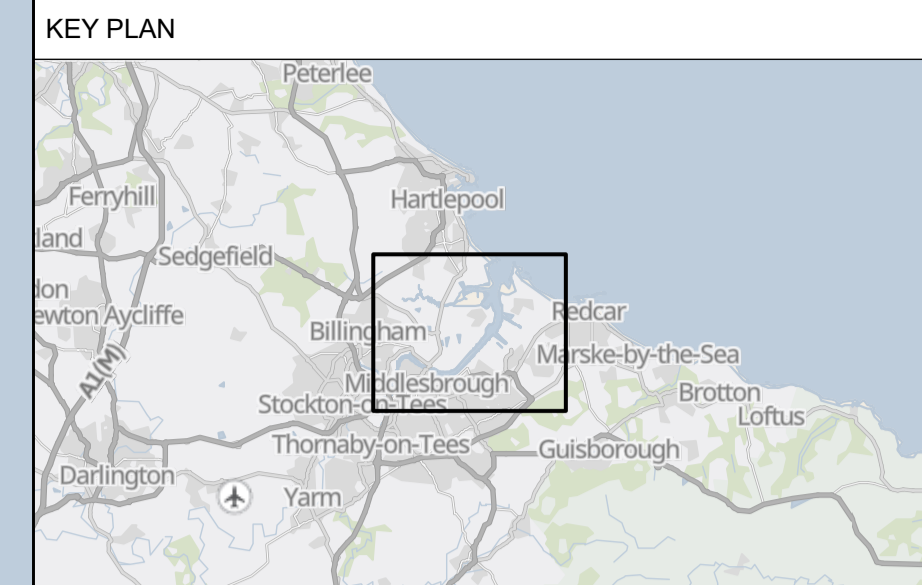 KEY PLAN
Peterlee
Ferryhill
Hartlepool
dland
Sedgefield
don
ewton Aycliffe
Redcar
Billingham
Marske-by-the-Sea
A1(M)
Middlesbrough
Brotton
Stockton-on-Tees
Loftus
Thornaby-on-Tees
Guisborough
Darlington
Yarm